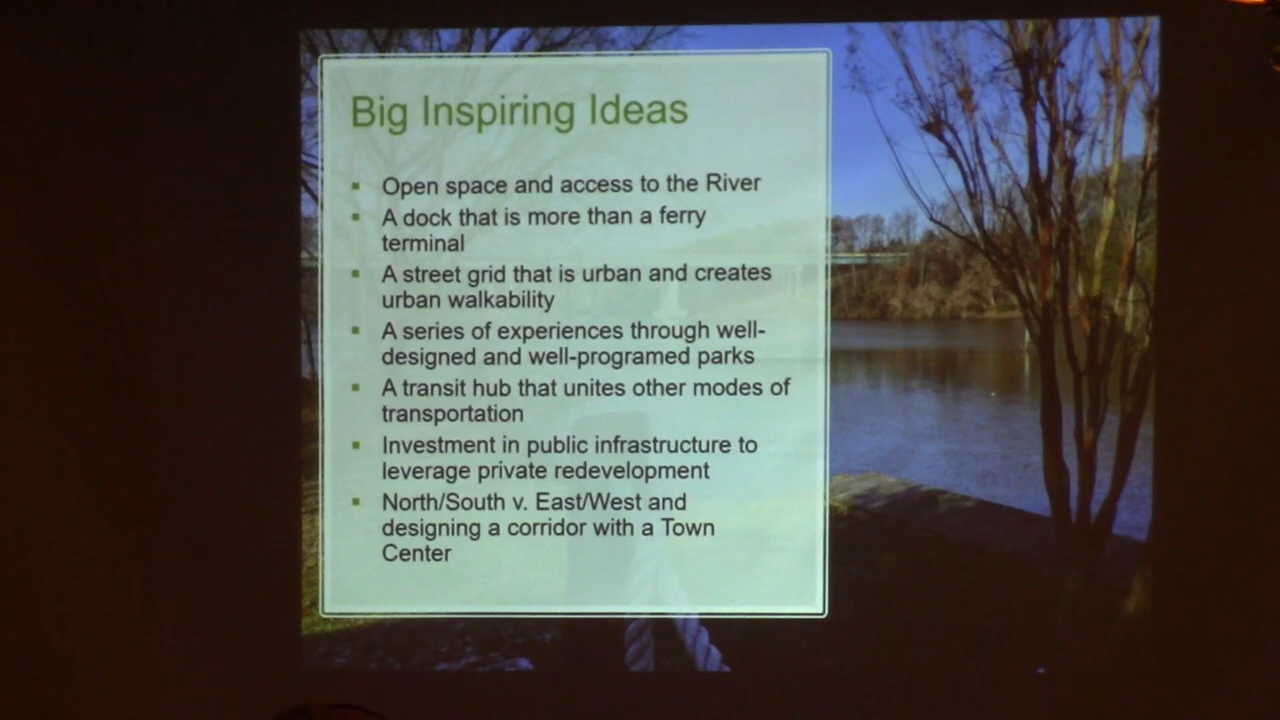 Big Inspiring Ideas
▪ Open space and access to the River
▪ A dock that is more than a ferry
terminal
▪ A street grid that is urban and creates
urban walkability
▪ A series of experiences through well-
designed and well-programed parks
▪ A transit hub that unites other modes of
transportation
▪ Investment in public infrastructure to
leverage private redevelopment
▪ North/South v. East/West and
designing a corridor with a Town
Center